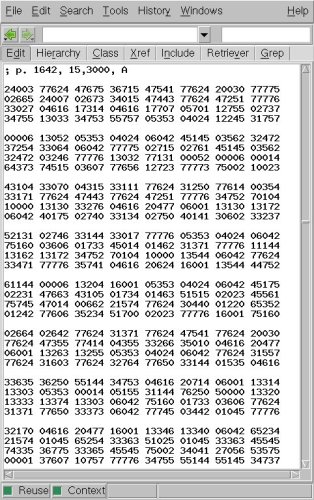 File Edit Search Tools History Windows Help
Edit Hierarchy Class Xref Include Retriever Grep
; p. 1642, 15,3000, A
24003 77624 47675 36715 47541 77624 20030 77775
02665 24007 02673 34015 47443 77624 47251 77776
33027 04616 17314 04616 17707 05701 12755 05755
34755 13033 34753 55757 05353 04024 12245 31757
00006 13052 05353 04024 06042 45145 03562 32472
37254 33064 06042 77775 02715 02761 45145 03562
32472 03246 77776 13032 77131 00052 00006 00014
64373 74515 03607 77656 12723 77773 75002 10023
43104 33070 04315 33111 77624 31250 77614 00354
33171 77624 47443 77624 47251 77776 34752 70104
10000 13130 33276 04616 20477 06001 13130 13172
06042 40175 02740 33134 02750 40141 30602 33237
52131 02746 33144 33017 77776 05353 04024 06042
75160 03606 01733 45014 01462 31371 77776 11144
13162 13172 34752 70104 10000 13544 06042 77624
33471 77776 35741 04616 20624 16001 13544 44752
61144 00006 13204 16001 05353 04024 06042 45175
02231 47663 43105 01734 01463 51515 02023 45561
75745 47014 00662 21574 77624 30440 01220 65352
01242 77606 35234 51700 02023 77776 16001 75160
02664 02642 77624 31371 77624 47541 77624 20030
77624 47355 77414 04355 33266 35010 04616 20477
06001 13263 13255 05353 04024 06042 77624 31557
77624 31603 77624 32764 77650 33144 01535 04616
33635 36250 55144 34753 04616 20714 06001 13314
13303 05353 00014 05155 31144 76250 50000 13320
13333 13374 13303 06042 75160 01733 03606 77624
31371 77650 33373 06042 77745 03442 01045 77776
32170 04616 20477 16001 13346 13340 06042 65234
21574 01045 65254 33363 51025 01045 33363 45545
74335 36775 33365 45545 75002 34041 27056 53575
00001 37607 10757 77776 34755 55144 55145 34737
Reuse Context